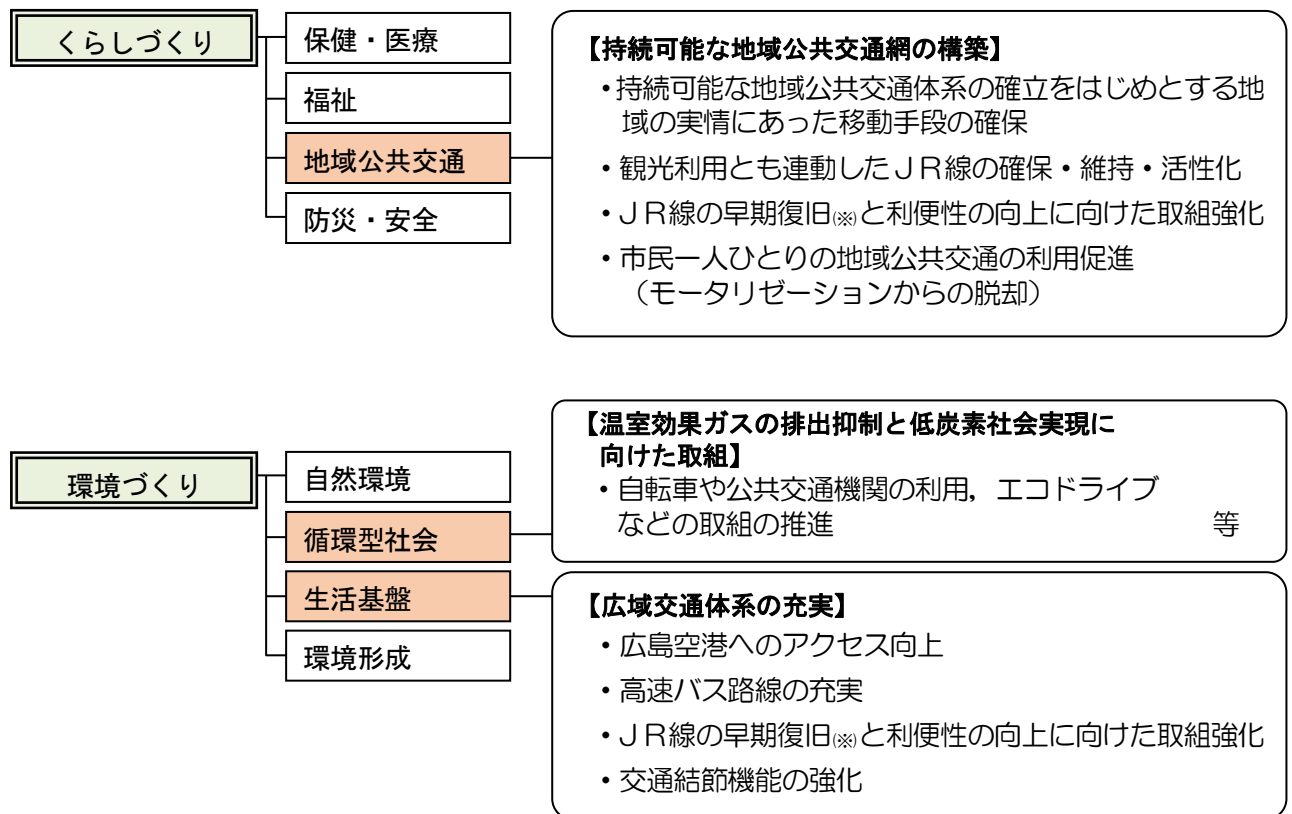 くらしづくり
保健・医療
福祉
地域公共交通
防災・安全
【持続可能な地域公共交通網の構築】
・持続可能な地域公共交通体系の確立をはじめとする地
域の実情にあった移動手段の確保
・観光利用とも連動したＪＲ線の確保・維持・活性化
・ＪＲ線の早期復旧(※)と利便性の向上に向けた取組強化
・市民一人ひとりの地域公共交通の利用促進
（モータリゼーションからの脱却）
環境づくり
自然環境
循環型社会
生活基盤
環境形成
【温室効果ガスの排出抑制と低炭素社会実現に
向けた取組】
・自転車や公共交通機関の利用，エコドライブ
などの取組の推進 等
【広域交通体系の充実】
・広島空港へのアクセス向上
・高速バス路線の充実
・ＪＲ線の早期復旧(※)と利便性の向上に向けた取組強化
・交通結節機能の強化